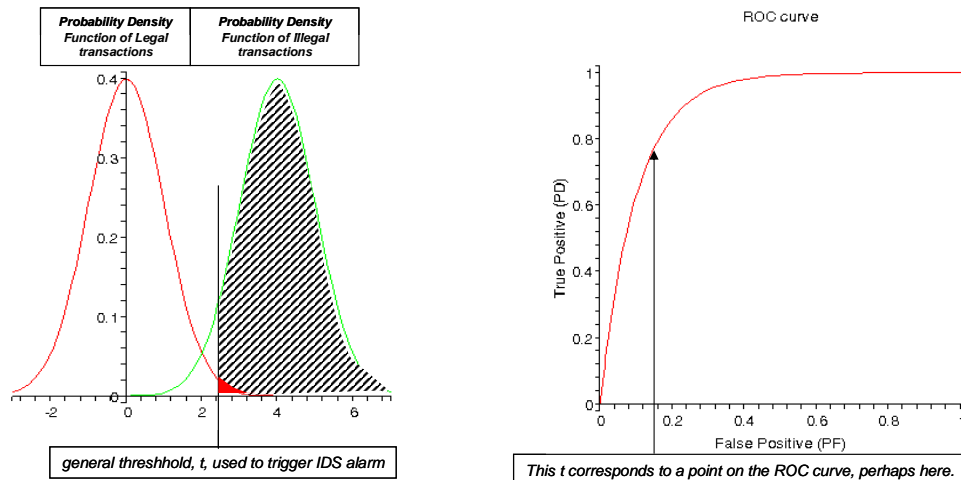 Probability Density
Function of Legal
transactions
Probability Density
Function of Illegal
transactions
0.4
0.3
0.2
0.1
0
-2
0
2
4
6
general threshhold, t, used to trigger IDS alarm
ROC curve
1
0.8
0.6
0.4
0.2
0
True Positive (PD)
0
0.2
0.4
0.6
0.8
1
False Positive (PF)
This t corresponds to a point on the ROC curve, perhaps here.